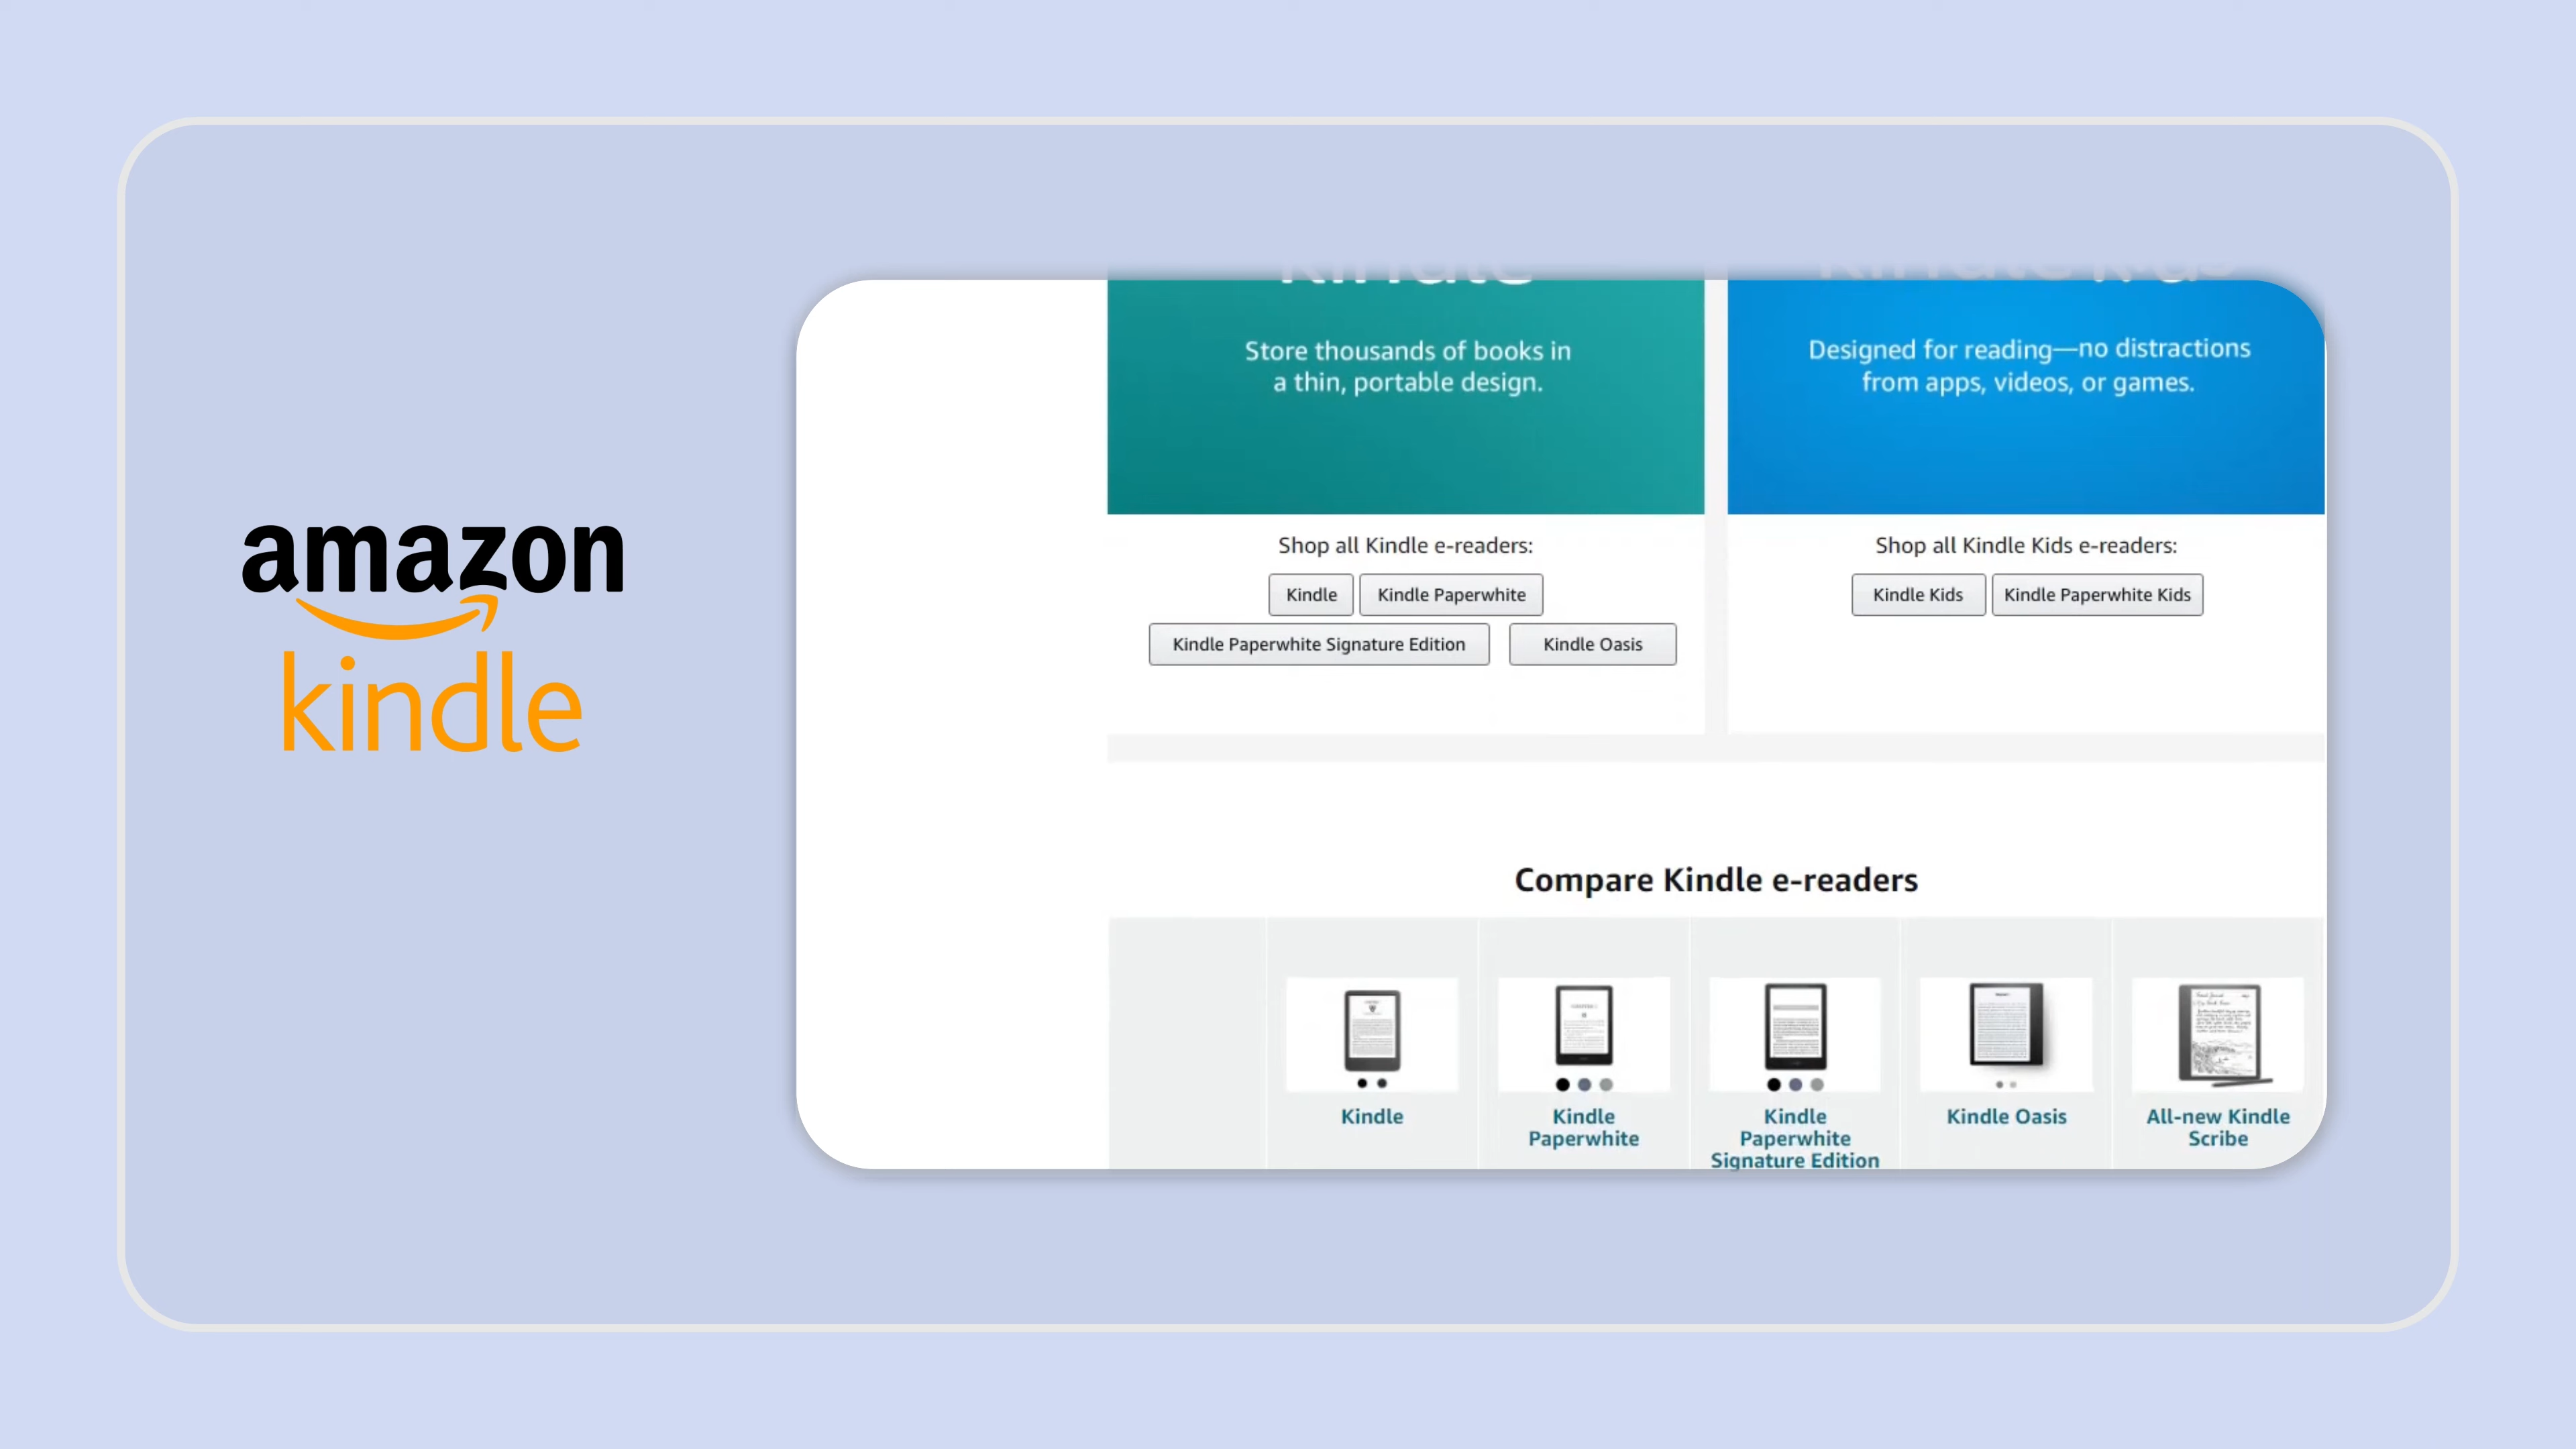 amazon
kindle
Kindle
Kindle Kids
Store thousands of books in
a thin, portable design.
Designed for reading—no distractions
from apps, videos, or games.
Shop all Kindle e-readers:
Kindle
Kindle Paperwhite
Kindle Paperwhite Signature Edition
Kindle Oasis
Shop all Kindle Kids e-readers:
Kindle Kids
Kindle Paperwhite Kids
Compare Kindle e-readers
Kindle
Kindle
Paperwhite
Kindle
Paperwhite
Signature Edition
Kindle Oasis
All-new Kindle
Scribe